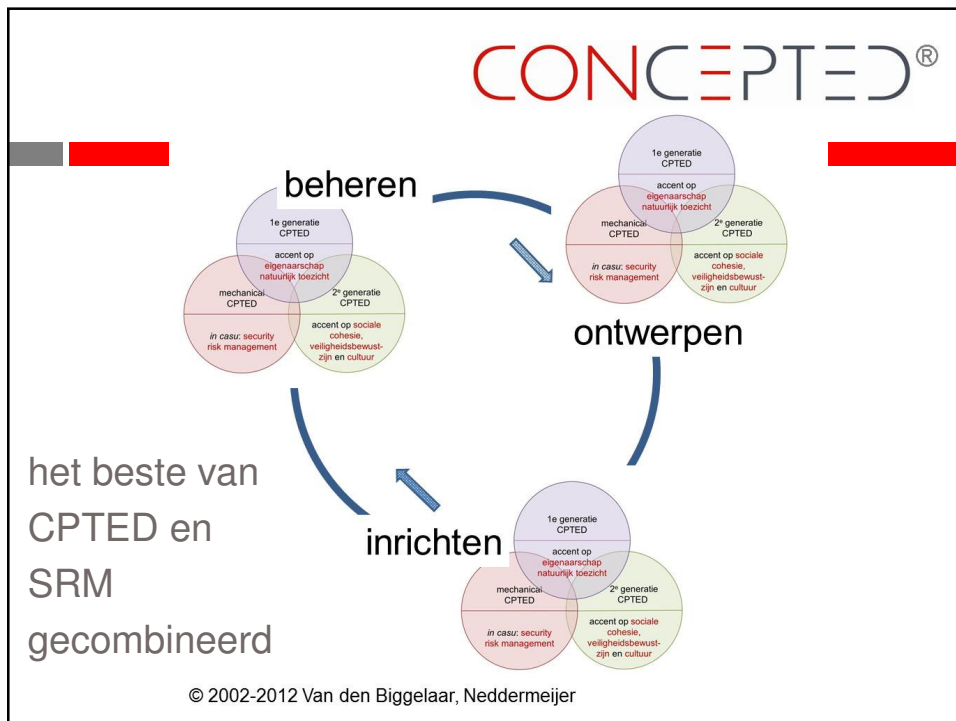 CONCEPTED®
beheren
1e generatie
CPTED
accent op
eigenaarschap
natuurlijk toezicht
mechanical
CPTED
in casu: security
risk management
2e generatie
CPTED
accent op sociale
cohesie,
veiligheidsbewust-
zijn en cultuur
1e generatie
CPTED
accent op
eigenaarschap
natuurlijk toezicht
mechanical
CPTED
in casu: security
risk management
2e generatie
CPTED
accent op sociale
cohesie,
veiligheidsbewust-
zijn en cultuur
ontwerpen
inrichten
1e generatie
CPTED
accent op
eigenaarschap
natuurlijk toezicht
mechanical
CPTED
in casu: security
risk management
2e generatie
CPTED
accent op sociale
cohesie,
veiligheidsbewust-
zijn en cultuur
het beste van
CPTED en
SRM
gecombineerd
© 2002-2012 Van den Biggelaar, Neddermeijer